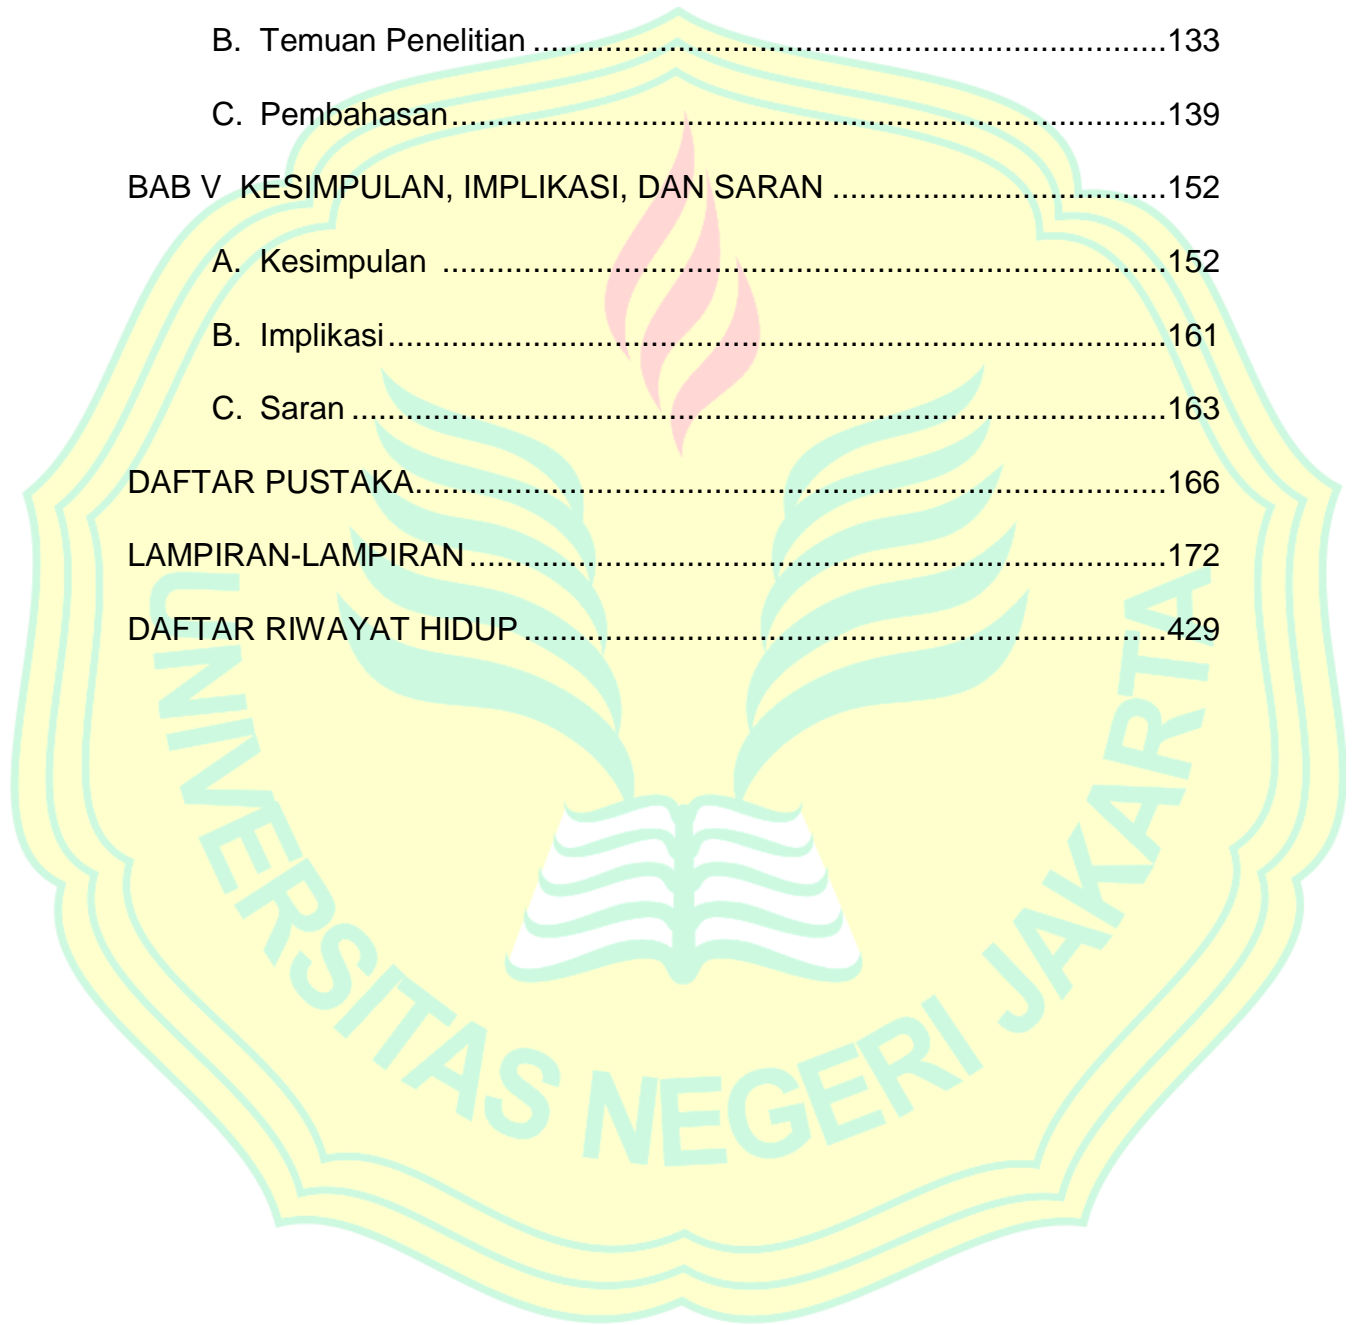 B. Temuan Penelitian ......................................................................133
C. Pembahasan...............................................................................139
BAB V KESIMPULAN, IMPLIKASI, DAN SARAN .....................................152
A. Kesimpulan ................................................................................152
B. Implikasi......................................................................................161
C. Saran ..........................................................................................163
DAFTAR PUSTAKA...................................................................................166
LAMPIRAN-LAMPIRAN.............................................................................172
DAFTAR RIWAYAT HIDUP .......................................................................429
UNIVERSITAS NEGERI JAKARTA